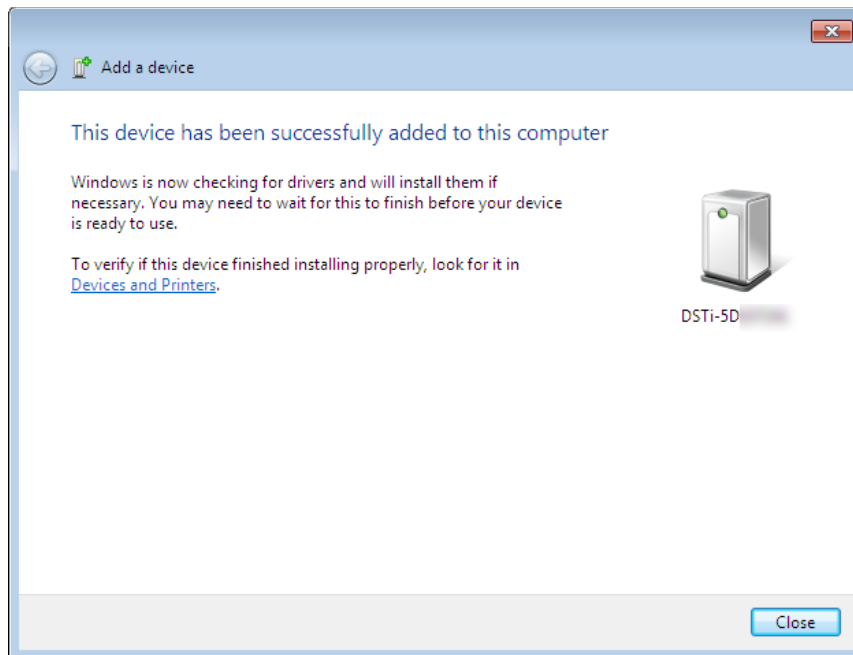 Add a device
This device has been successfully added to this computer
Windows is now checking for drivers and will install them if
necessary. You may need to wait for this to finish before your device
is ready to use.
To verify if this device finished installing properly, look for it in
Devices and Printers.
DSTi-5D
Close